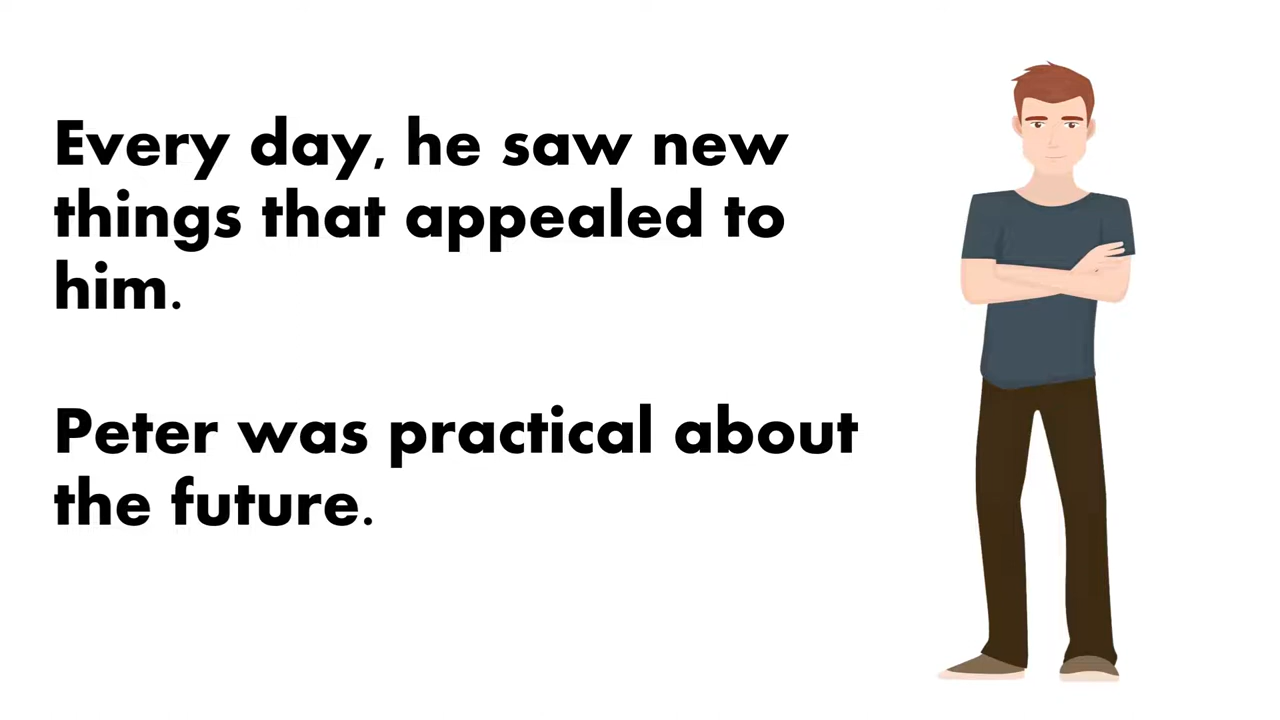 Every day, he saw new
things that appealed to
him.
Peter was practical about
the future.